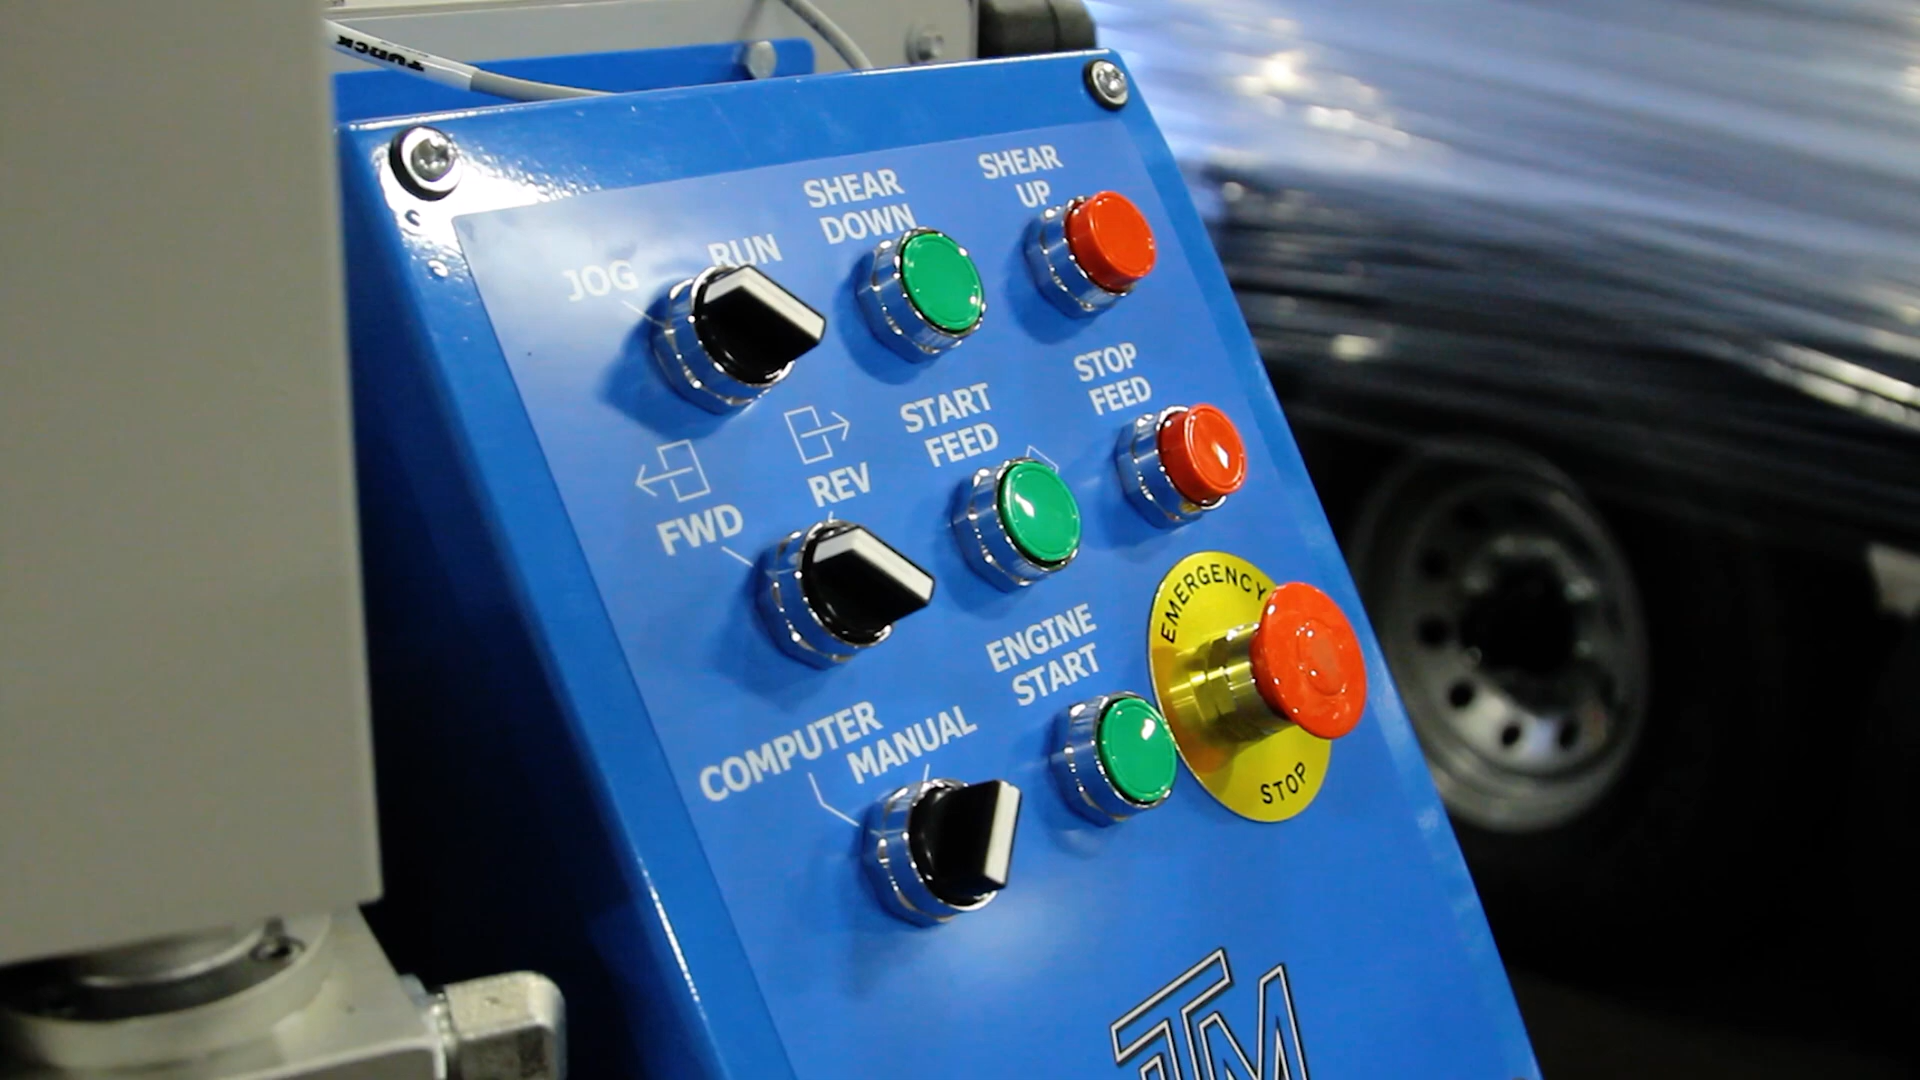 TURCK
SHEAR
UP
SHEAR
DOWN
JOG
RUN
STOP
FEED
START
FEED
FWD
REV
EMERGENCY
STOP
ENGINE
START
COMPUTER
MANUAL
TM